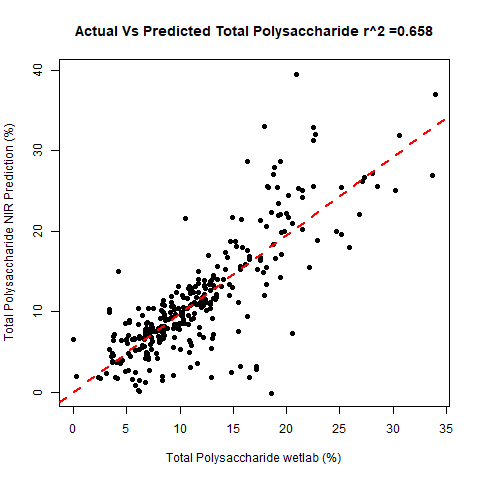 Actual Vs Predicted Total Polysaccharide r^2 =0.658
Total Polysaccharide NIR Prediction (%)
40
30
20
10
0
0 5 10 15 20 25 30 35
Total Polysaccharide wetlab (%)